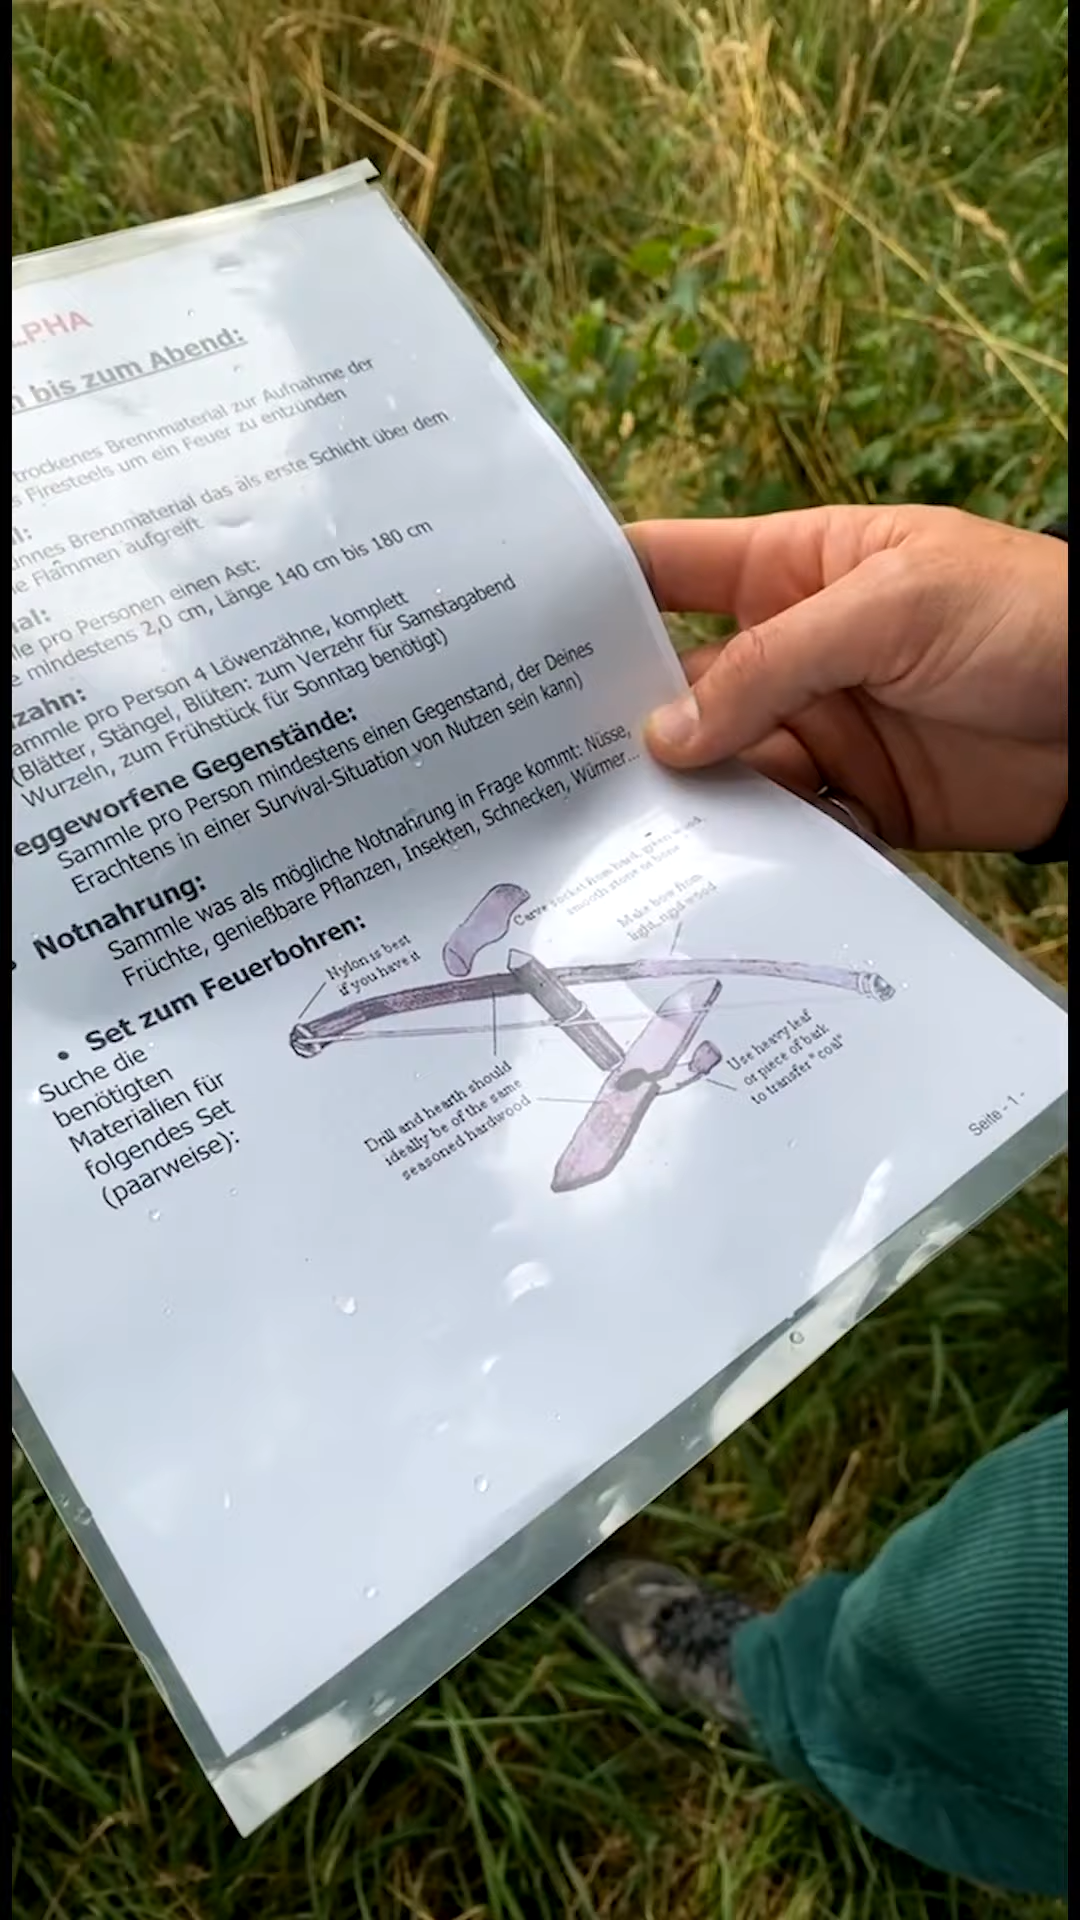 LPHA
n bis zum Abend:
trockenes Brennmaterial zur Aufnahme der
s Firesteels um ein Feuer zu entzünden
l:
ünnes Brennmaterial das als erste Schicht über dem
ie Flammen aufgreift.
ial:
le pro Personen einen Ast:
e mindestens 2,0 cm, Länge 140 cm bis 180 cm
zahn:
ammle pro Person 4 Löwenzähne, komplett
(Blätter, Stängel, Blüten: zum Verzehr für Samstagabend
Wurzeln, zum Frühstück für Sonntag benötigt)
eggeworfene Gegenstände:
Sammle pro Person mindestens einen Gegenstand, der Deines
Erachtens in einer Survival-Situation von Nutzen sein kann)
Notnahrung:
Sammle was als mögliche Notnahrung in Frage kommt: Nüsse,
Früchte, genießbare Pflanzen, Insekten, Schnecken, Würmer...
• Set zum Feuerbohren:
Suche die
benötigten
Materialien für
folgendes Set
(paarweise):
Nylon is best
if you have it
Carve socket from hard, green wood,
smooth stone or bone
Make bow from
light, rigid wood
Drill and hearth should
ideally be of the same
seasoned hardwood
Use heavy leaf
or piece of bark
to transfer "coal"
Seite - 1 -